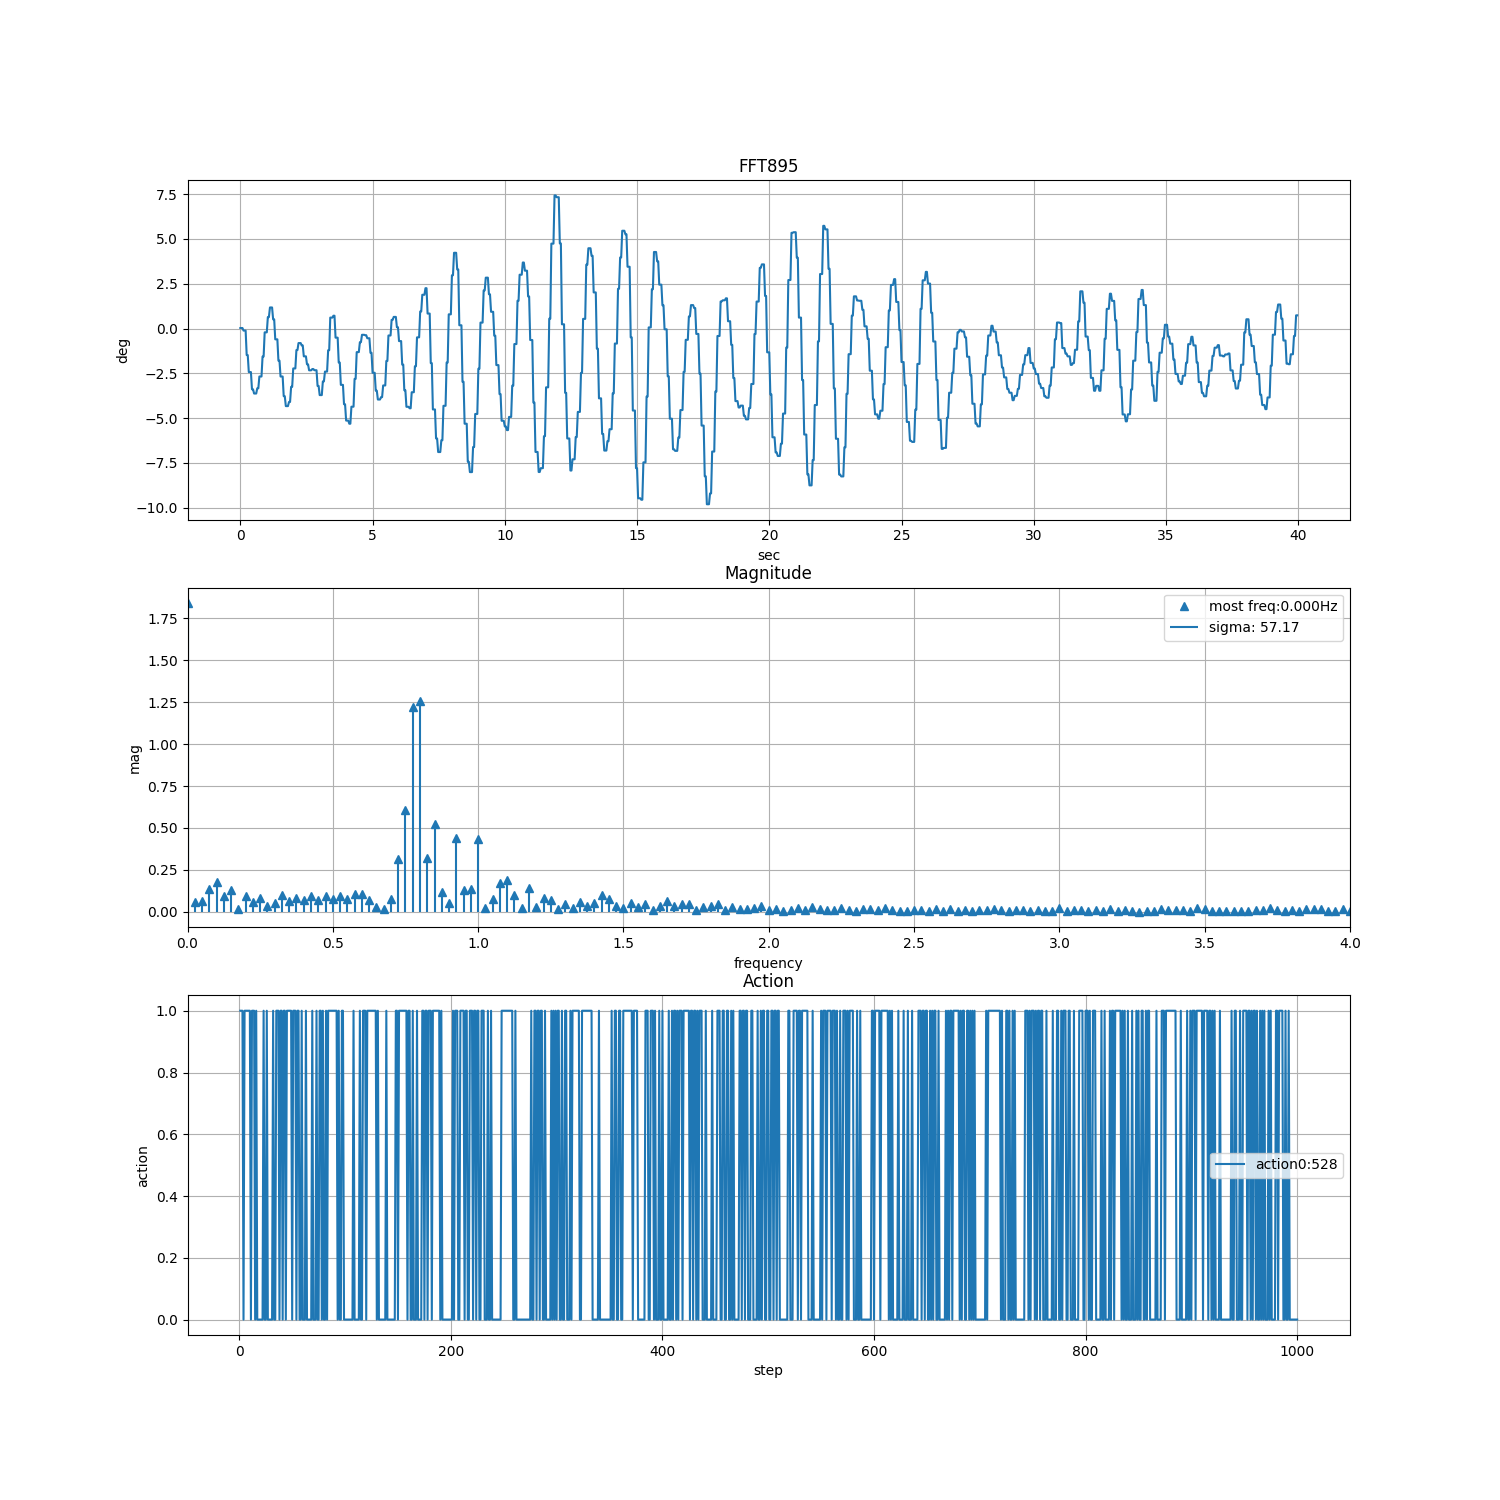 FFT895
7.5
5.0
2.5
0.0
−2.5
−5.0
−7.5
−10.0
deg
0 5 10 15 20 25 30 35 40
sec
Magnitude
1.75
1.50
1.25
1.00
0.75
0.50
0.25
0.00
mag
most freq:0.000Hz
sigma: 57.17
0.0 0.5 1.0 1.5 2.0 2.5 3.0 3.5 4.0
frequency
Action
1.0
0.8
0.6
0.4
0.2
0.0
action
action0:528
0 200 400 600 800 1000
step